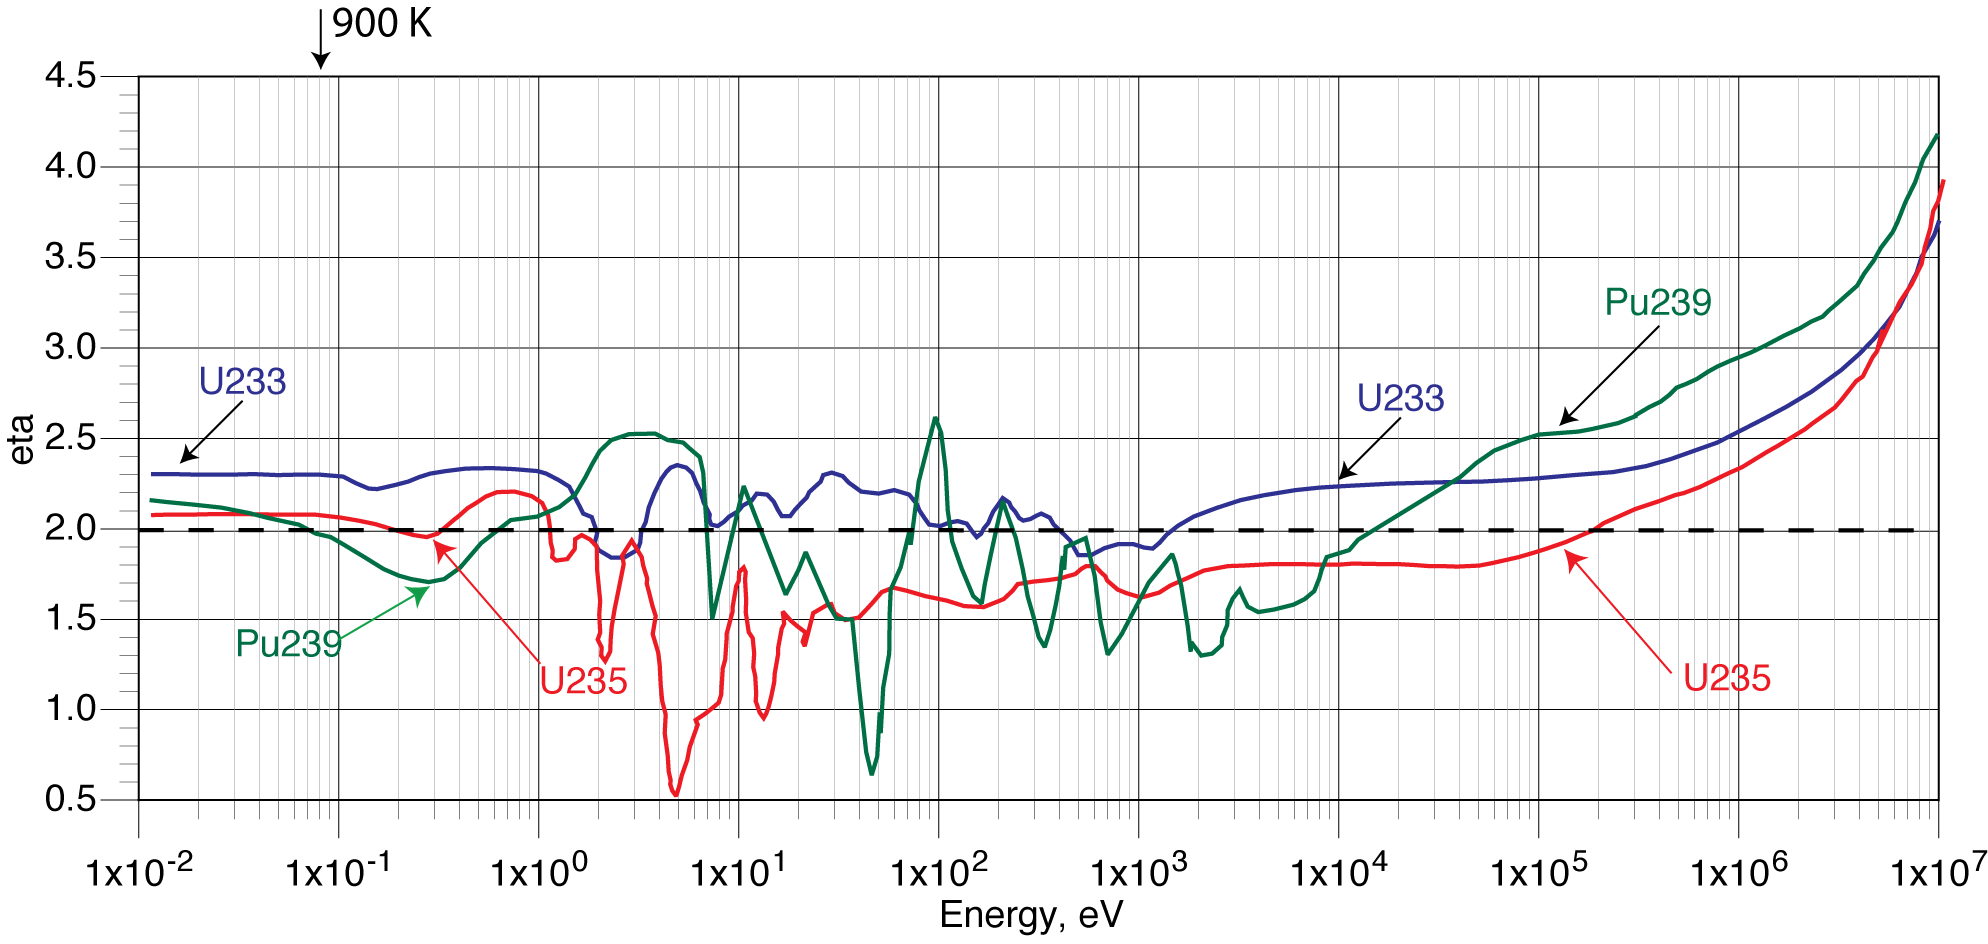 900 K
4.5
4.0
3.5
3.0
2.5
2.0
1.5
1.0
0.5
eta
U233
Pu239
U235
U233
Pu239
U235
1x10⁻² 1x10⁻¹ 1x10⁰ 1x10¹ 1x10² 1x10³ 1x10⁴ 1x10⁵ 1x10⁶ 1x10⁷
Energy, eV